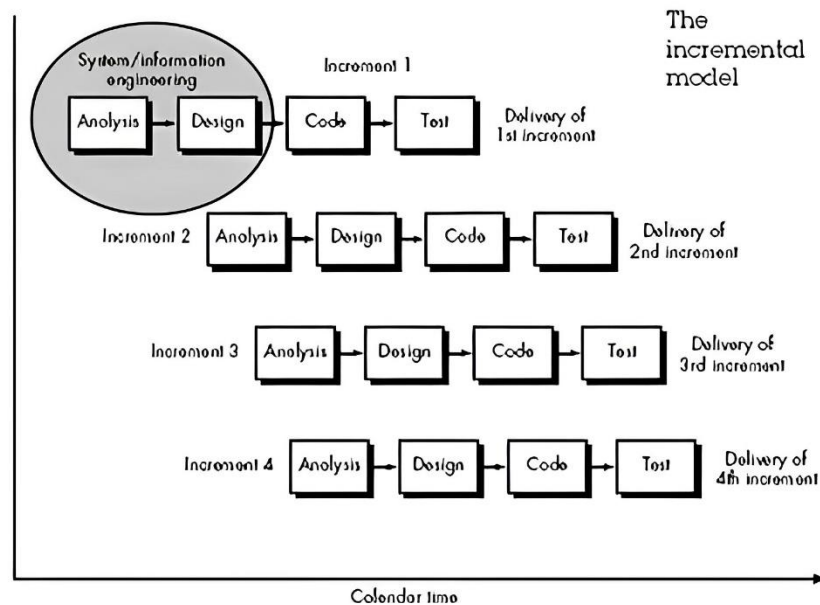 The
incremental
model
System/information
engineering
Increment 1
Analysis
Design
Code
Test
Delivery of
1st increment
Increment 2
Analysis
Design
Code
Test
Delivery of
2nd increment
Increment 3
Analysis
Design
Code
Test
Delivery of
3rd increment
Increment 4
Analysis
Design
Code
Test
Delivery of
4th increment
Calendar time